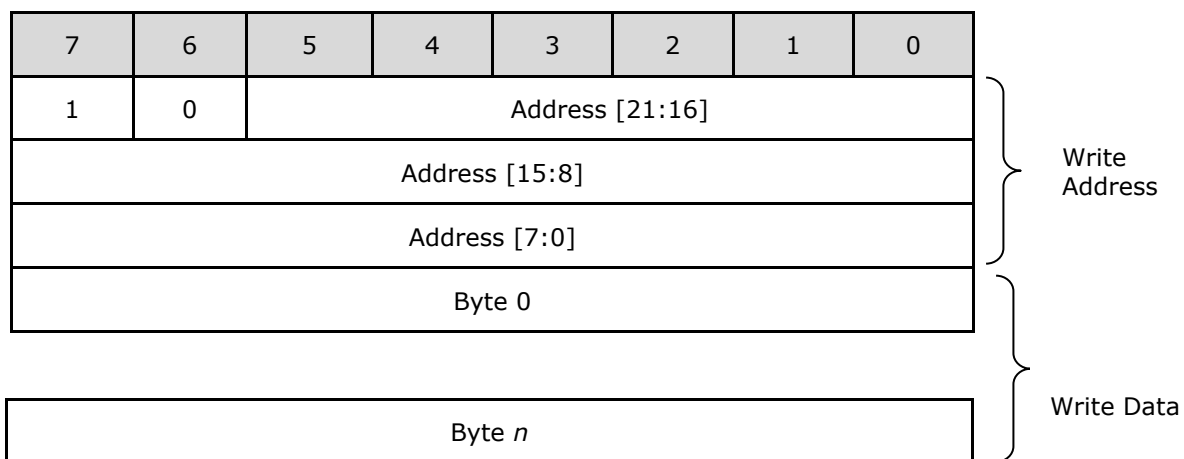 7 6 5 4 3 2 1 0
1 0 Address [21:16]
Address [15:8]
Write
Address
Address [7:0]
Byte 0
Write Data
Byte n